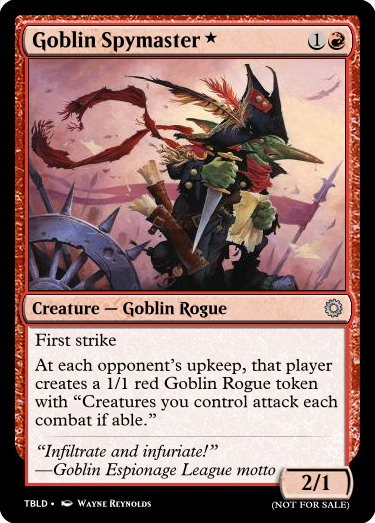 Goblin Spymaster ★ 1
Creature — Goblin Rogue
First strike
At each opponent's upkeep, that player
creates a 1/1 red Goblin Rogue token
with “Creatures you control attack each
combat if able.”
“Infiltrate and infuriate!”
—Goblin Espionage League motto
2/1
TBLD • Wayne Reynolds
(NOT FOR SALE)